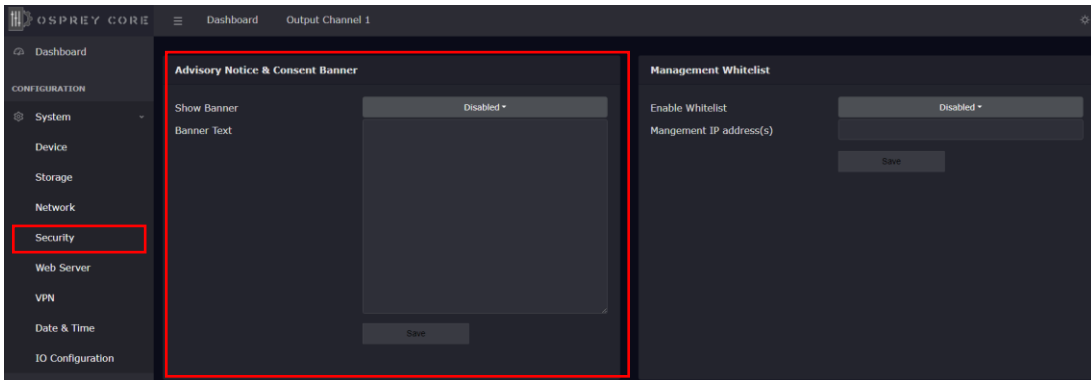 OSPREY CORE
Dashboard Output Channel 1
Dashboard
CONFIGURATION
System
Device
Storage
Network
Security
Web Server
VPN
Date & Time
IO Configuration
Advisory Notice & Consent Banner
Show Banner Disabled
Banner Text
Save
Management Whitelist
Enable Whitelist Disabled
Mangement IP address(s)
Save